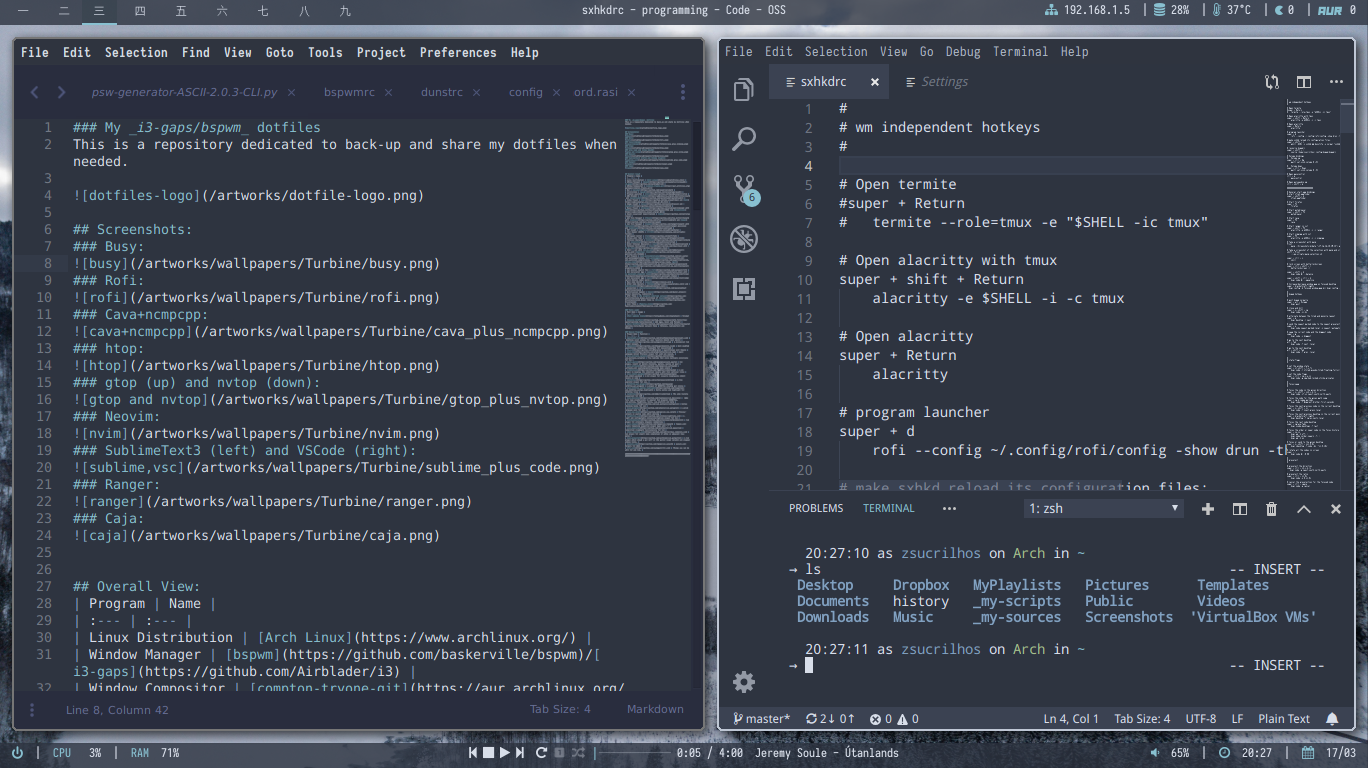 一 二 三 四 五 六 七 八 九
sxhkdrc - programming - Code - OSS
192.168.1.5 | 28% | 37°C | 0 | AUR 0
File Edit Selection Find View Goto Tools Project Preferences Help
psw-generator-ASCII-2.0.3-CLI.py × bspwmrc × dunstrc × config × ord.rasi ×
1 ### My _i3-gaps/bspwm_ dotfiles
2 This is a repository dedicated to back-up and share my dotfiles when
needed.
3
4 ![dotfiles-logo](/artworks/dotfile-logo.png)
5
6 ## Screenshots:
7 ### Busy:
8 ![busy](/artworks/wallpapers/Turbine/busy.png)
9 ### Rofi:
10 ![rofi](/artworks/wallpapers/Turbine/rofi.png)
11 ### Cava+ncmpcpp:
12 ![cava+ncmpcpp](/artworks/wallpapers/Turbine/cava_plus_ncmpcpp.png)
13 ### htop:
14 ![htop](/artworks/wallpapers/Turbine/htop.png)
15 ### gtop (up) and nvtop (down):
16 ![gtop and nvtop](/artworks/wallpapers/Turbine/gtop_plus_nvtop.png)
17 ### Neovim:
18 ![nvim](/artworks/wallpapers/Turbine/nvim.png)
19 ### SublimeText3 (left) and VSCode (right):
20 ![sublime,vsc](/artworks/wallpapers/Turbine/sublime_plus_code.png)
21 ### Ranger:
22 ![ranger](/artworks/wallpapers/Turbine/ranger.png)
23 ### Caja:
24 ![caja](/artworks/wallpapers/Turbine/caja.png)
25
26
27 ## Overall View:
28 | Program | Name |
29 | :--- | :--- |
30 | Linux Distribution | [Arch Linux](https://www.archlinux.org/) |
31 | Window Manager | [bspwm](https://github.com/baskerville/bspwm)/[
i3-gaps](https://github.com/Airblader/i3) |
32 | Window Compositor | [compton-tryone-git](https://aur.archlinux.org/
Line 8, Column 42
Tab Size: 4 Markdown
File Edit Selection View Go Debug Terminal Help
sxhkdrc × Settings
1 #
2 # wm independent hotkeys
3 #
4
5 # Open termite
6 #super + Return
7 #   termite --role=tmux -e "$SHELL -ic tmux"
8
9 # Open alacritty with tmux
10 super + shift + Return
11     alacritty -e $SHELL -i -c tmux
12
13 # Open alacritty
14 super + Return
15     alacritty
16
17 # program launcher
18 super + d
19     rofi --config ~/.config/rofi/config -show drun -th
20
21 # make sxhkd reload its configuration files:
6
PROBLEMS TERMINAL ··· 1: zsh
20:27:10 as zsucrilhos on Arch in ~
→ ls -- INSERT --
Desktop Dropbox MyPlaylists Pictures Templates
Documents history _my-scripts Public Videos
Downloads Music _my-sources Screenshots 'VirtualBox VMs'
20:27:11 as zsucrilhos on Arch in ~
→ -- INSERT --
master* 2↓ 0↑ 0 0 Ln 4, Col 1 Tab Size: 4 UTF-8 LF Plain Text
| CPU 3% | RAM 71%
0:05 / 4:00 Jeremy Soule - Útanlands
65% | 20:27 | 17/03